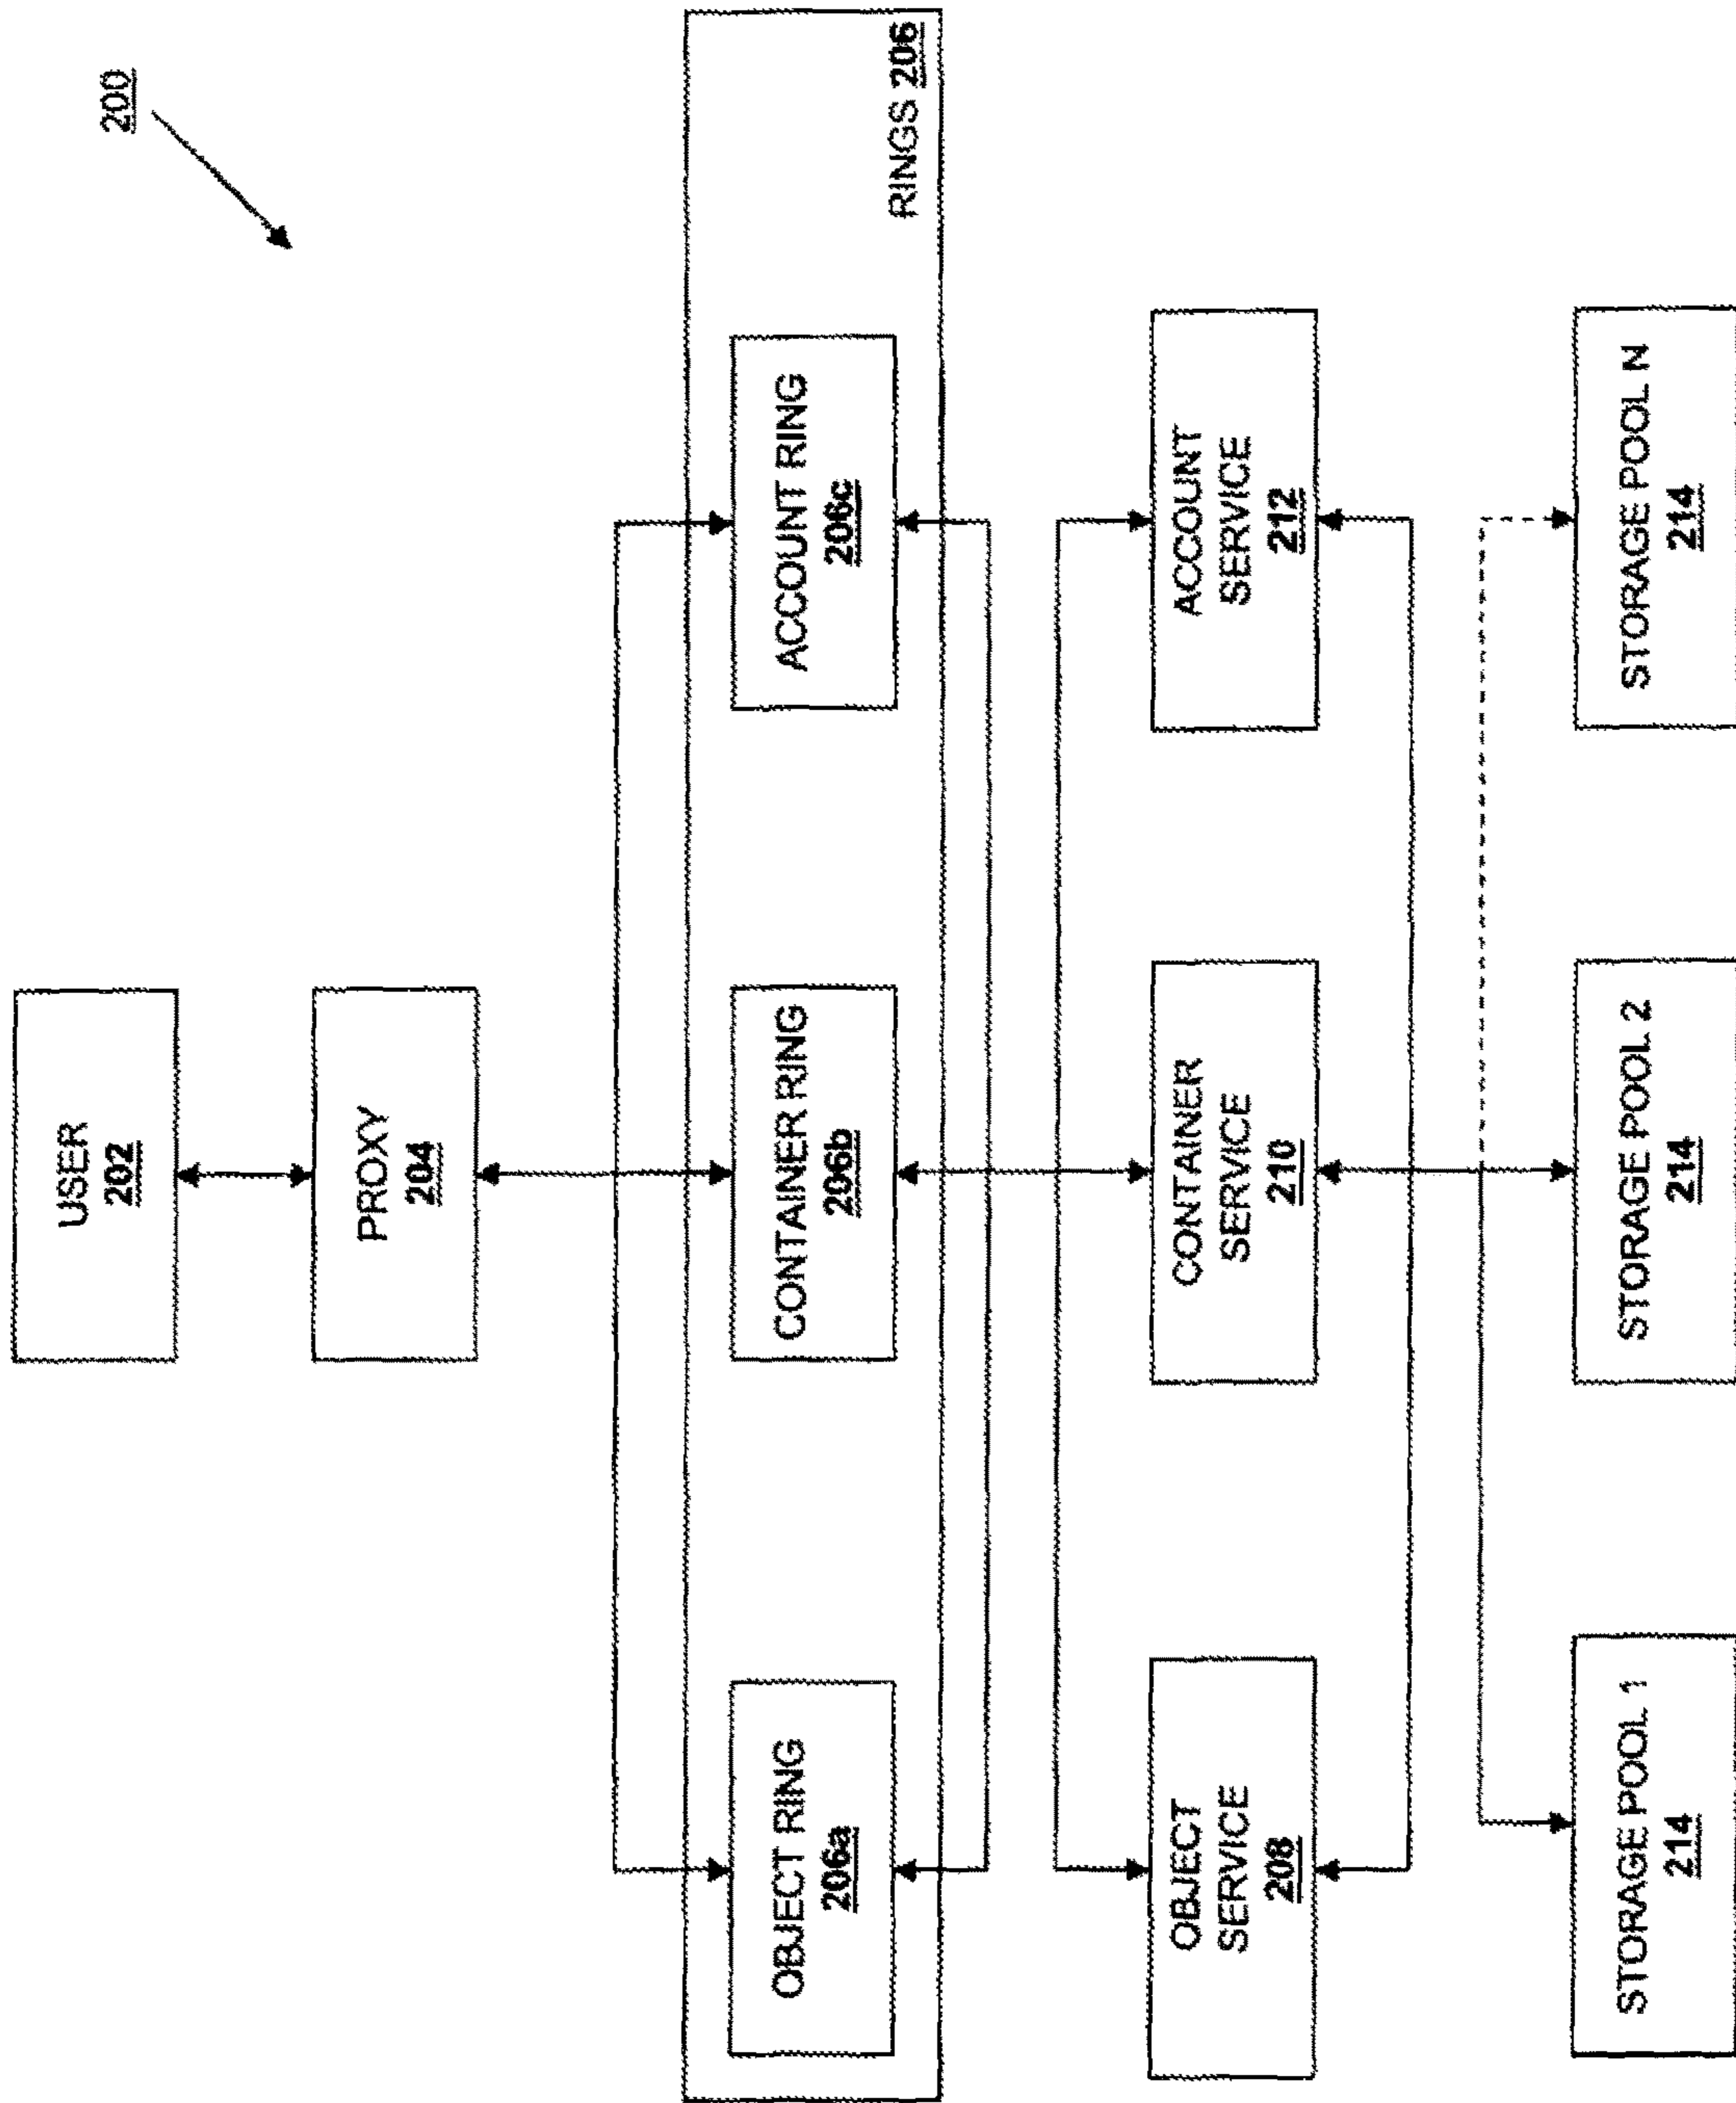 200
USER
202
PROXY
204
RINGS 206
OBJECT RING
206a
CONTAINER RING
206b
ACCOUNT RING
206c
OBJECT
SERVICE
208
CONTAINER
SERVICE
210
ACCOUNT
SERVICE
212
STORAGE POOL 1
214
STORAGE POOL 2
214
STORAGE POOL N
214